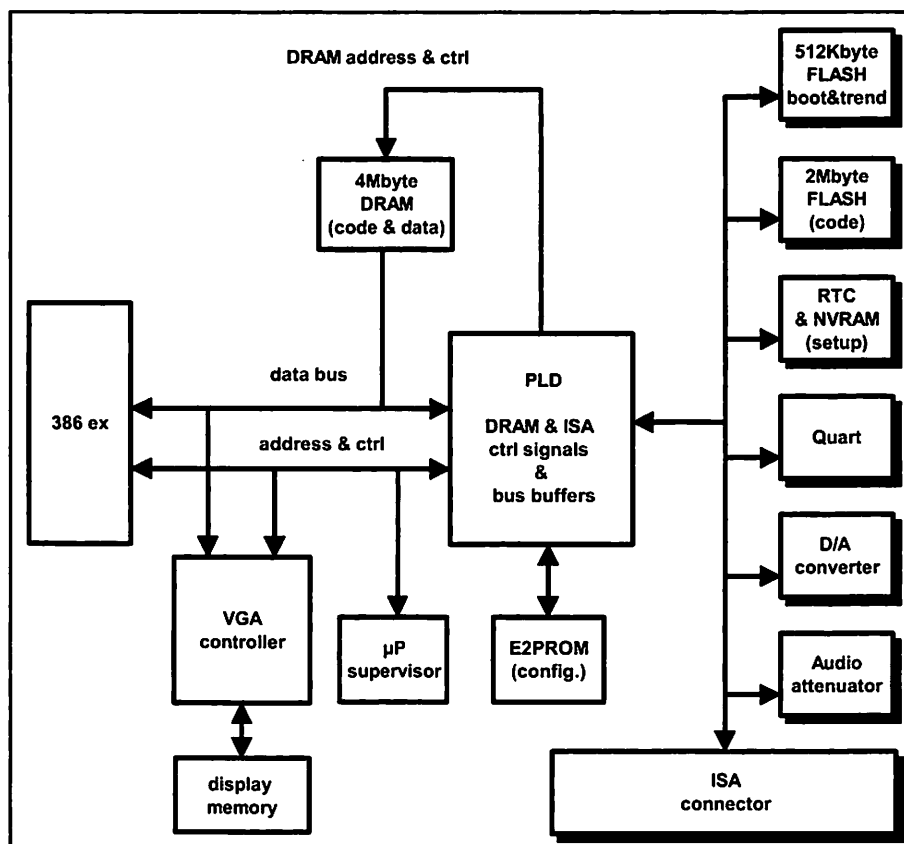 DRAM address & ctrl
512Kbyte
FLASH
boot&trend
4Mbyte
DRAM
(code & data)
2Mbyte
FLASH
(code)
RTC
& NVRAM
(setup)
386 ex
data bus
address & ctrl
PLD
DRAM & ISA
ctrl signals
&
bus buffers
Quart
D/A
converter
VGA
controller
µP
supervisor
E2PROM
(config.)
Audio
attenuator
display
memory
ISA
connector